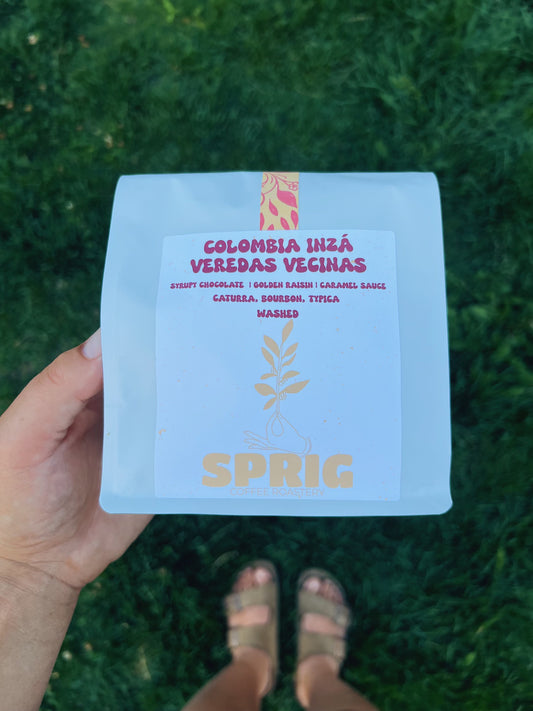 COLOMBIA INZÁ
VEREDAS VECINAS
SYRUPY CHOCOLATE | GOLDEN RAISIN | CARAMEL SAUCE
CATURRA, BOURBON, TYPICA
WASHED
SPRIG
COFFEE ROASTERY